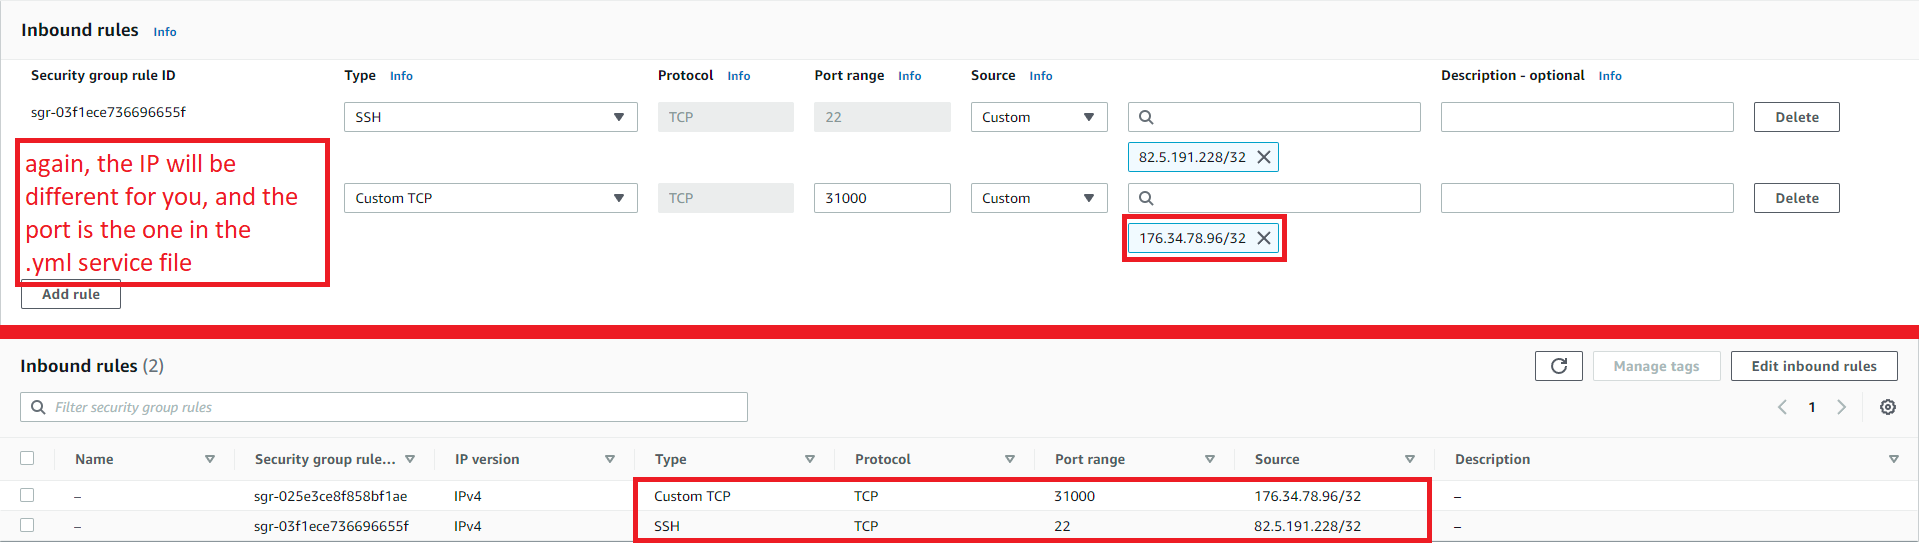 Inbound rules Info
Security group rule ID Type Info Protocol Info Port range Info Source Info Description - optional Info
sgr-03f1ece736696655f SSH TCP 22 Custom Delete
82.5.191.228/32
again, the IP will be
different for you, and the
port is the one in the
.yml service file
Custom TCP TCP 31000 Custom Delete
176.34.78.96/32
Add rule
Inbound rules (2) Manage tags Edit inbound rules
Filter security group rules 1
Name Security group rule... IP version Type Protocol Port range Source Description
– sgr-025e3ce8f858bf1ae IPv4 Custom TCP TCP 31000 176.34.78.96/32 –
– sgr-03f1ece736696655f IPv4 SSH TCP 22 82.5.191.228/32 –